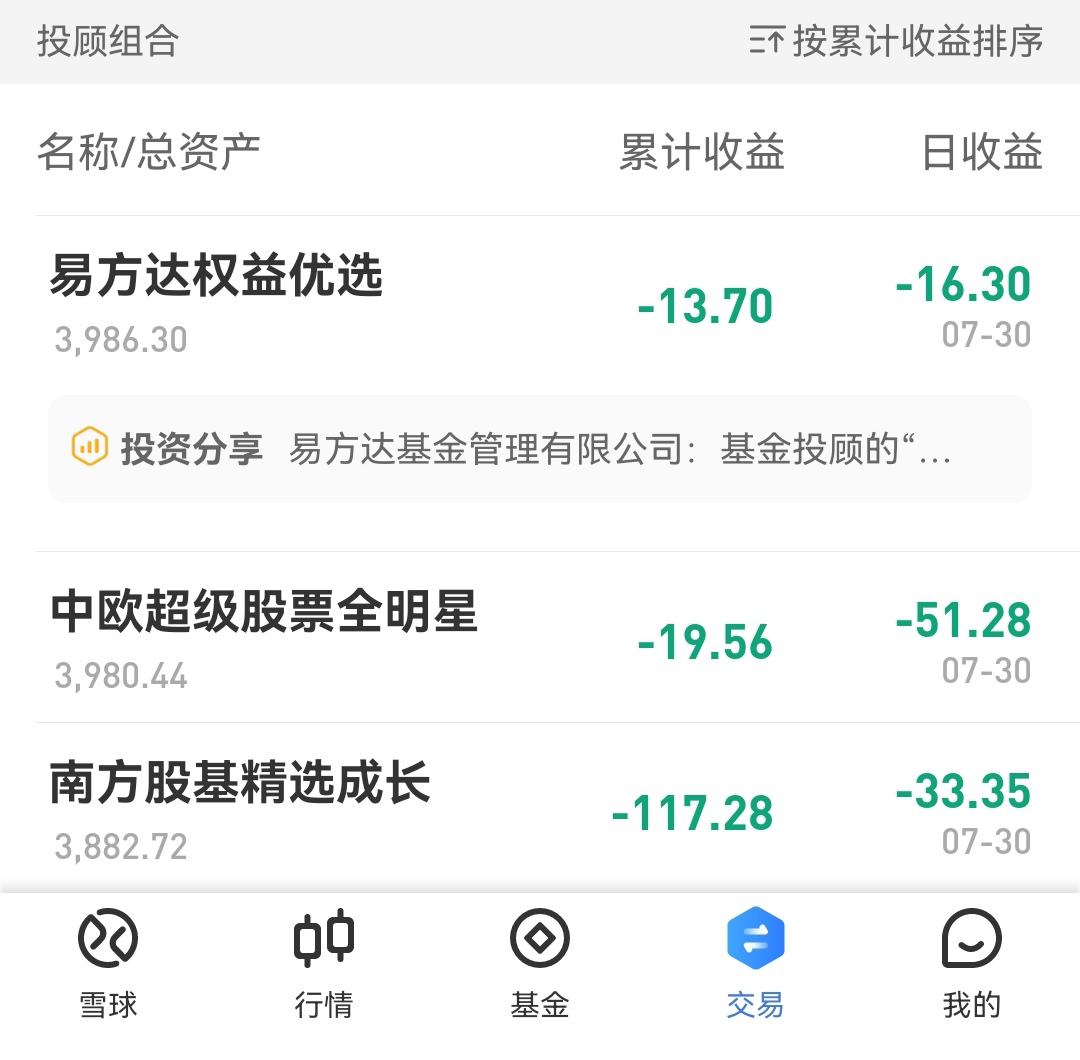 投顾组合 按累计收益排序
名称/总资产 累计收益 日收益
易方达权益优选 -13.70 -16.30
3,986.30 07-30
投资分享 易方达基金管理有限公司：基金投顾的“...
中欧超级股票全明星 -19.56 -51.28
3,980.44 07-30
南方股基精选成长 -117.28 -33.35
3,882.72 07-30
雪球 行情 基金 交易 我的